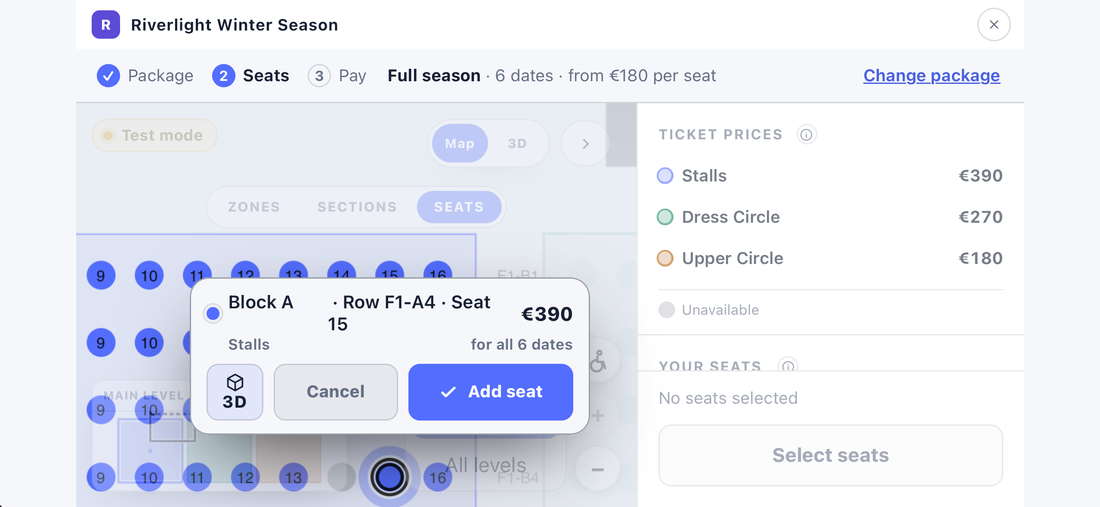 R Riverlight Winter Season
Package 2 Seats 3 Pay Full season · 6 dates · from €180 per seat Change package
Test mode
Map 3D
ZONES SECTIONS SEATS
9 10 11 12 13 14 15 16 F1-B1
Block A · Row F1-A4 · Seat 15 €390
Stalls for all 6 dates
3D Cancel Add seat
9 10
MAIN LEVEL
9 10
All levels
9 10 11 12 13 16 F1-B4
TICKET PRICES
Stalls €390
Dress Circle €270
Upper Circle €180
Unavailable
YOUR SEATS
No seats selected
Select seats